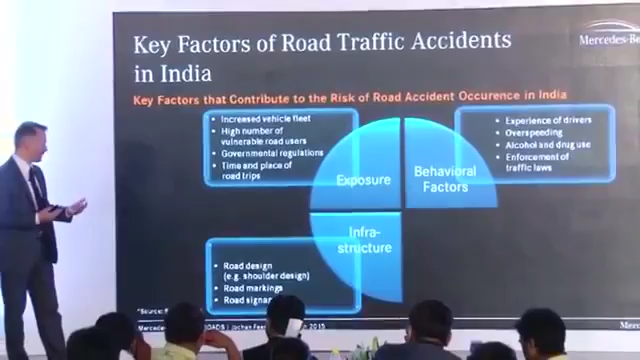 Key Factors of Road Traffic Accidents
in India
Key Factors that Contribute to the Risk of Road Accident Occurence in India
• Increased vehicle fleet
• High number of
vulnerable road users
• Governmental regulations
• Time and place of
road trips
Exposure
Behavioral
Factors
• Experience of drivers
• Overspeeding
• Alcohol and drug use
• Enforcement of
traffic laws
Infra-
structure
• Road design
(e.g. shoulder design)
• Road markings
• Road
*Source:
2015